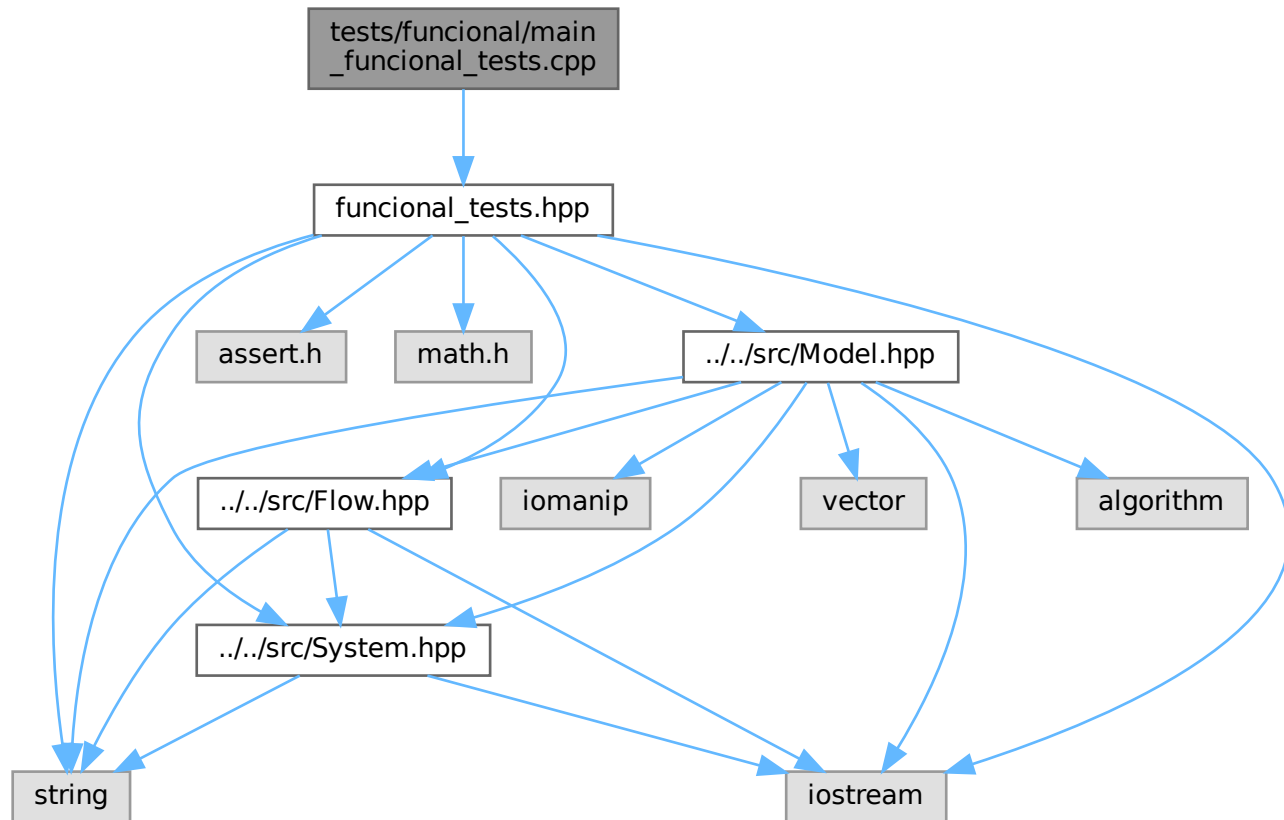 tests/funcional/main
_funcional_tests.cpp
funcional_tests.hpp
assert.h
math.h
../../src/Model.hpp
../../src/Flow.hpp
iomanip
vector
algorithm
../../src/System.hpp
string
iostream